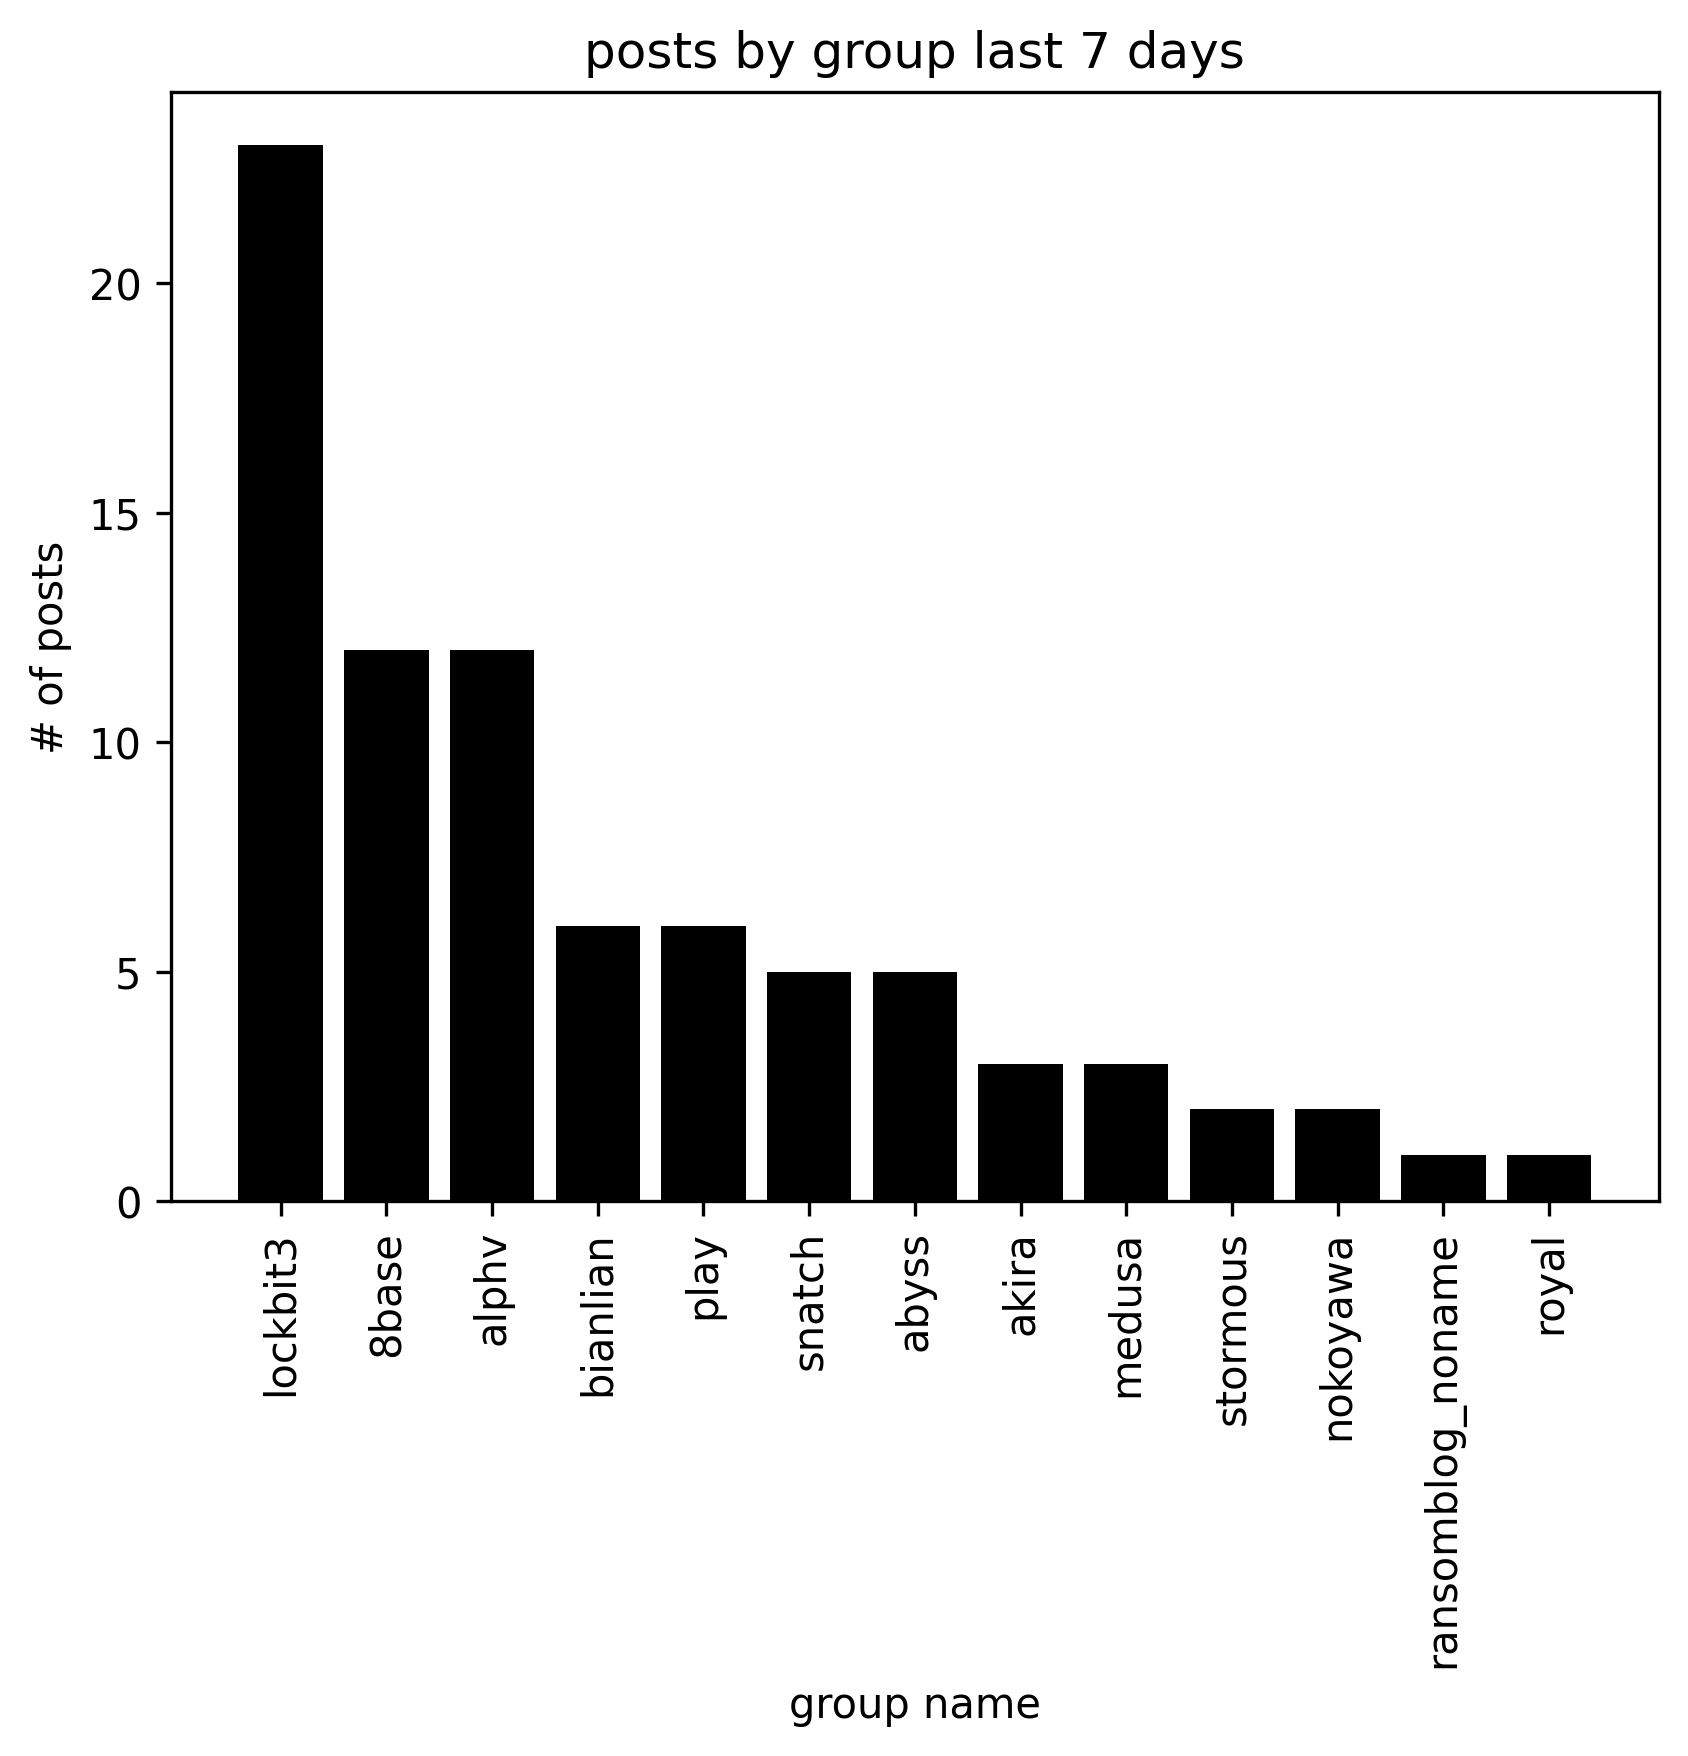 posts by group last 7 days
# of posts
20
15
10
5
0
lockbit3
8base
alphv
bianlian
play
snatch
abyss
akira
medusa
stormous
nokoyawa
ransomblog_noname
royal
group name